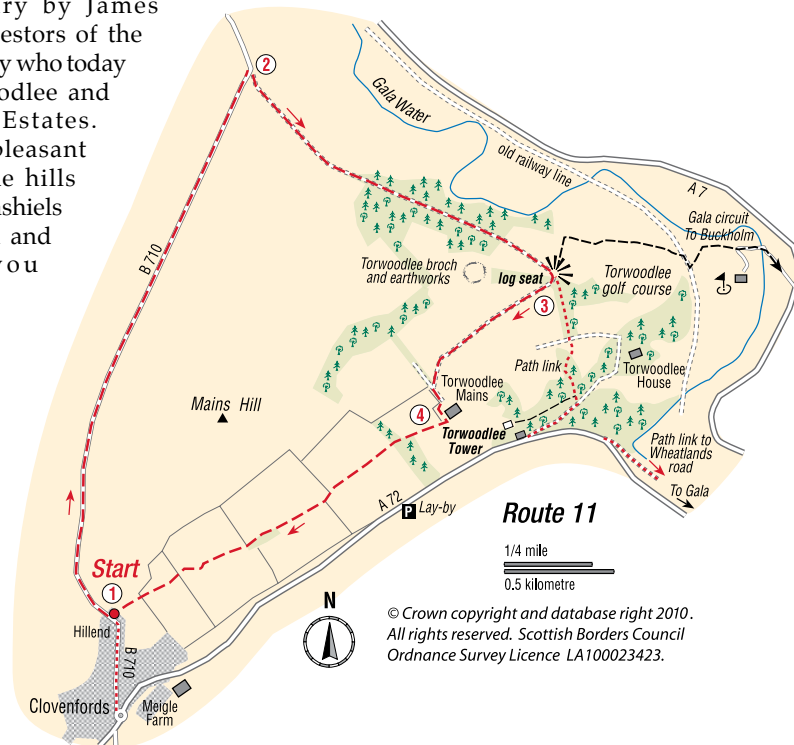 ry by James
estors of the
y who today
odlee and
Estates.
pleasant
e hills
shiels
and
you
2
Gala Water
old railway line
A 7
Gala circuit
To Buckholm
B 710
Torwoodlee broch
and earthworks
log seat
Torwoodlee
golf course
3
Path link
Torwoodlee
House
Mains Hill
Torwoodlee
Mains
4
Torwoodlee
Tower
Path link to
Wheatlands
road
To Gala
A 72
P Lay-by
Route 11
1/4 mile
0.5 kilometre
Start
1
Hillend
B 710
N
© Crown copyright and database right 2010.
All rights reserved. Scottish Borders Council
Ordnance Survey Licence LA100023423.
Clovenfords
Meigle
Farm